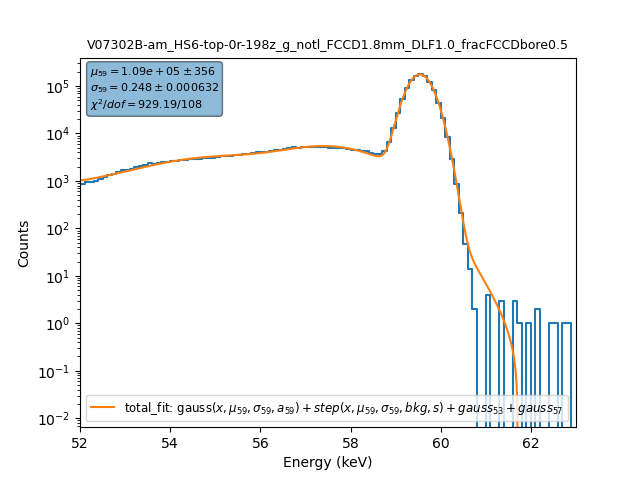 V07302B-am_HS6-top-0r-198z_g_notl_FCCD1.8mm_DLF1.0_fracFCCDbore0.5
μ₅₉ = 1.09e + 05 ± 356
σ₅₉ = 0.248 ± 0.000632
χ²/dof = 929.19/108
Counts
10⁵
10⁴
10³
10²
10¹
10⁰
10⁻¹
10⁻²
total_fit: gauss(x, μ₅₉, σ₅₉, a₅₉) + step(x, μ₅₉, σ₅₉, bkg, s) + gauss₅₃ + gauss₅₇
52 54 56 58 60 62
Energy (keV)